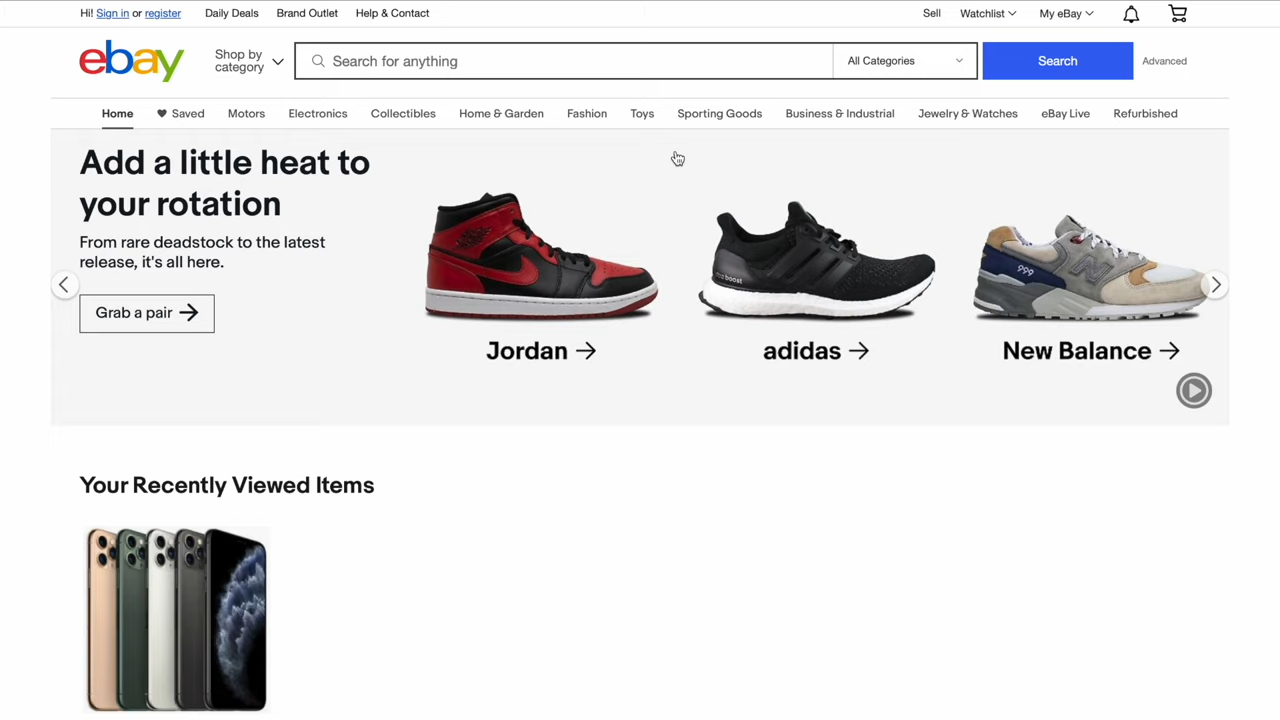 Hi! Sign in or register
Daily Deals
Brand Outlet
Help & Contact
Sell
Watchlist
My eBay
ebay
Shop by
category
Search for anything
All Categories
Search
Advanced
Home
Saved
Motors
Electronics
Collectibles
Home & Garden
Fashion
Toys
Sporting Goods
Business & Industrial
Jewelry & Watches
eBay Live
Refurbished
Add a little heat to
your rotation
From rare deadstock to the latest
release, it's all here.
Grab a pair
999
Jordan
adidas
New Balance
Your Recently Viewed Items